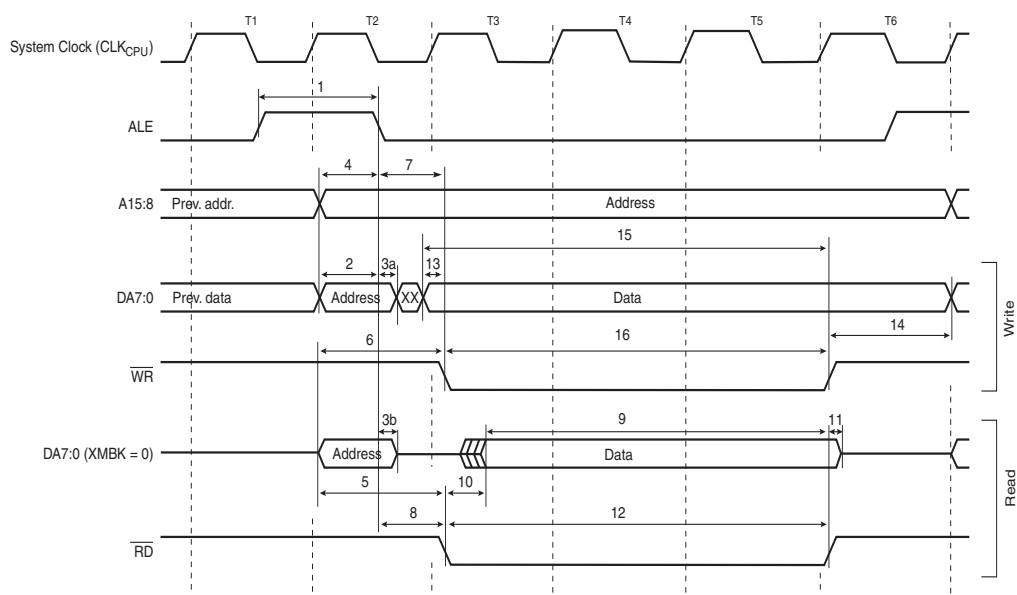 T1 T2 T3 T4 T5 T6
System Clock (CLKCPU)
1
ALE
4 7
A15:8 Prev. addr. Address
15
2 3a 13
DA7:0 Prev. data Address XX Data
14
6 16
WR
Write
3b 9 11
DA7:0 (XMBK = 0) Address Data
5 10
8 12
RD
Read